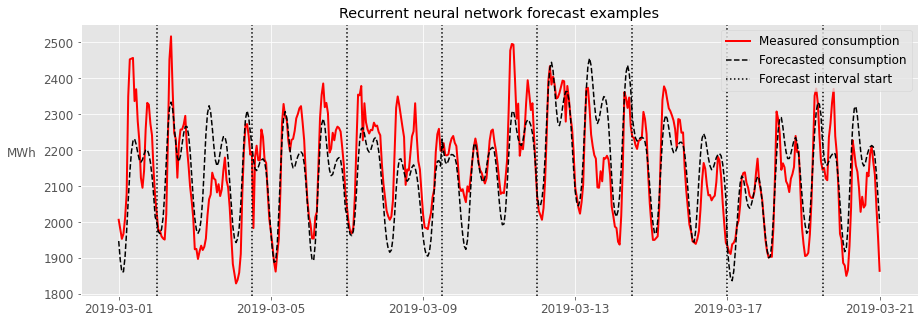 Recurrent neural network forecast examples
Measured consumption
Forecasted consumption
Forecast interval start
MWh
2500
2400
2300
2200
2100
2000
1900
1800
2019-03-01
2019-03-05
2019-03-09
2019-03-13
2019-03-17
2019-03-21